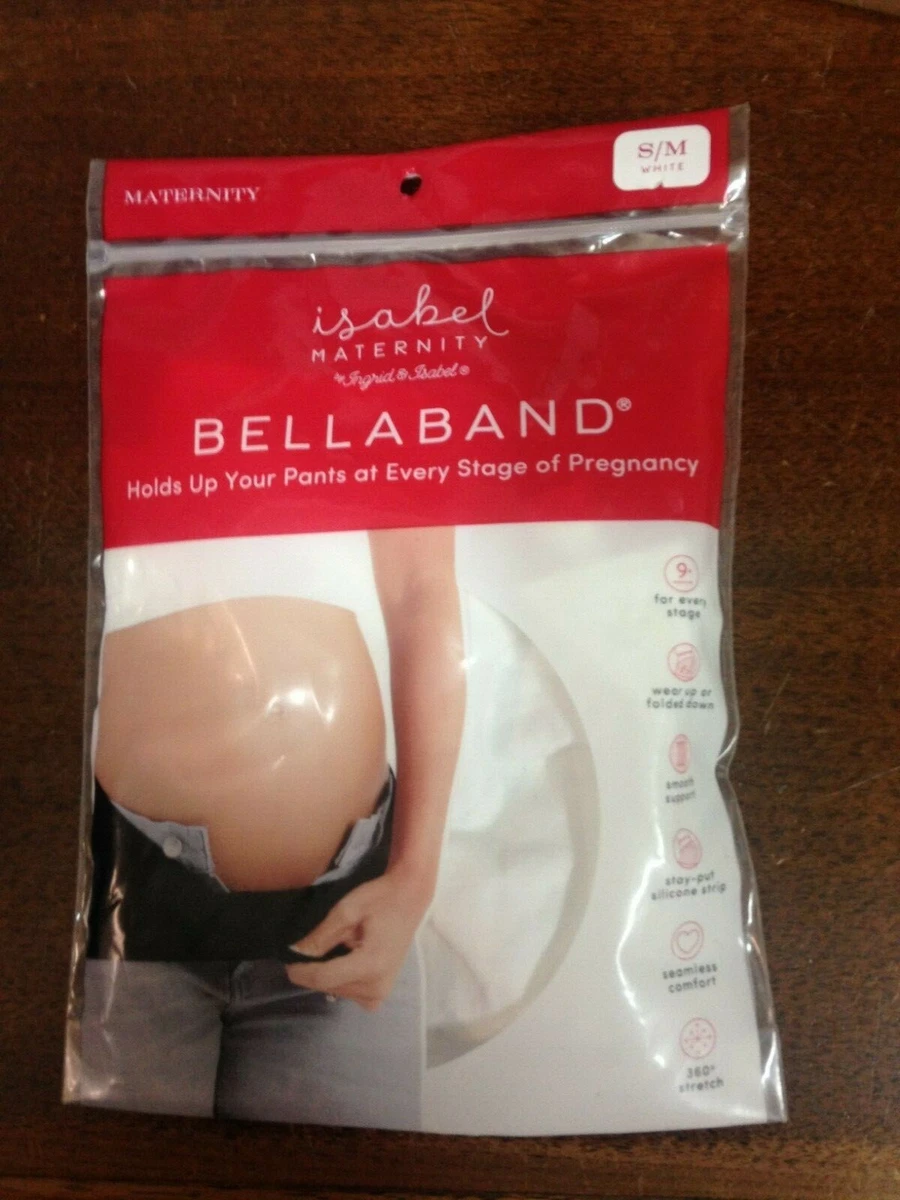 MATERNITY
S/M
WHITE
isabel
MATERNITY
by Ingrid & Isabel ®
BELLABAND®
Holds Up Your Pants at Every Stage of Pregnancy
9
for every
stage
wear up or
folded down
smooth
support
stay-put
silicone strip
seamless
comfort
360°
stretch